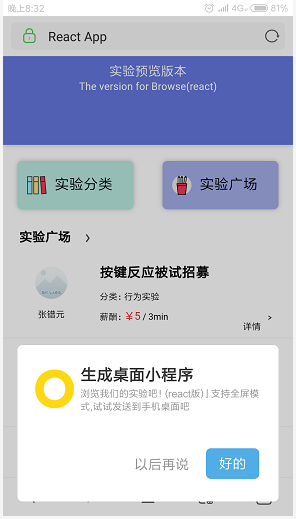 晚上8:32
4G
81%
React App
实验预览版本
The version for Browse(react)
实验分类
实验广场
实验广场 >
按键反应被试招募
分类: 行为实验
张错元
薪酬: ￥5 / 3min
详情 >
生成桌面小程序
浏览我们的实验吧! (react版)⌋ 支持全屏模
式,试试发送到手机桌面吧
以后再说
好的